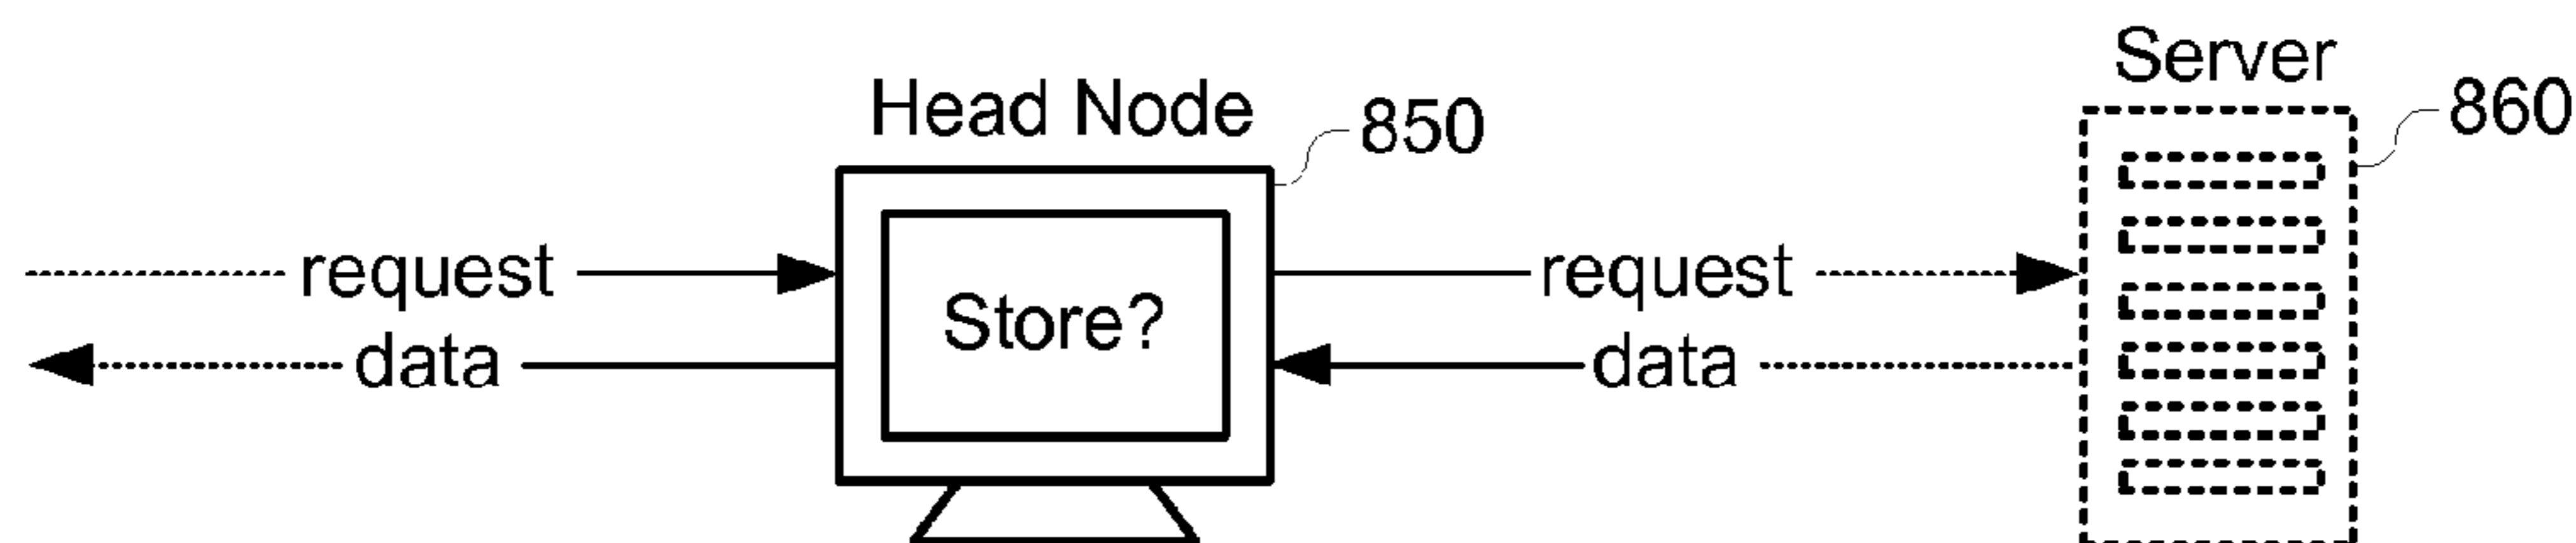 Server
860
Head Node
850
request
request
Store?
data
data